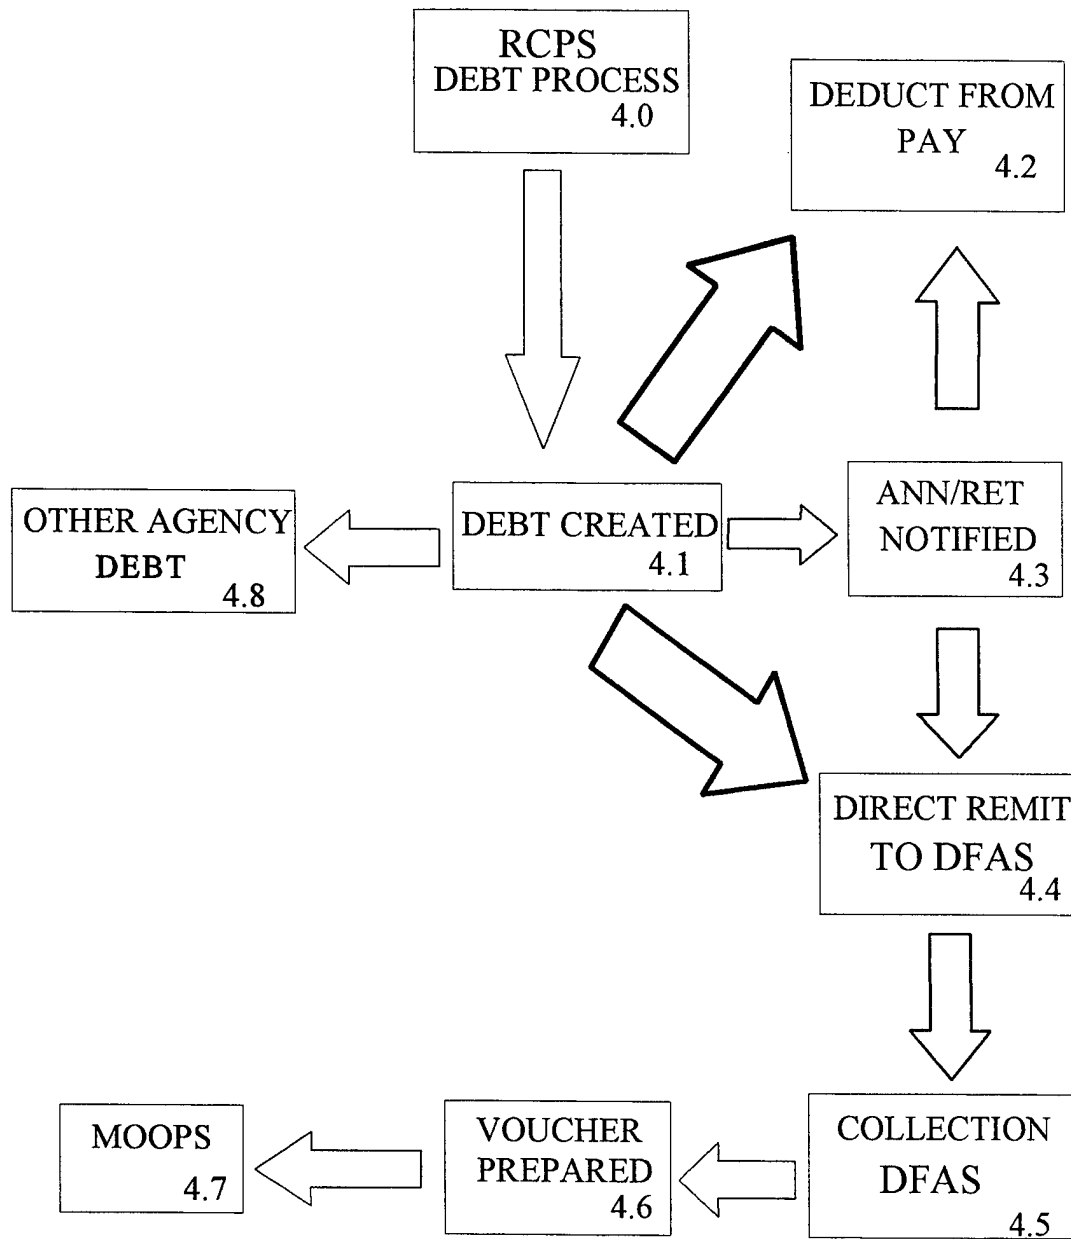 RCPS
DEBT PROCESS
4.0
DEDUCT FROM
PAY
4.2
OTHER AGENCY
DEBT
4.8
DEBT CREATED
4.1
ANN/RET
NOTIFIED
4.3
DIRECT REMIT
TO DFAS
4.4
COLLECTION
DFAS
4.5
VOUCHER
PREPARED
4.6
MOOPS
4.7